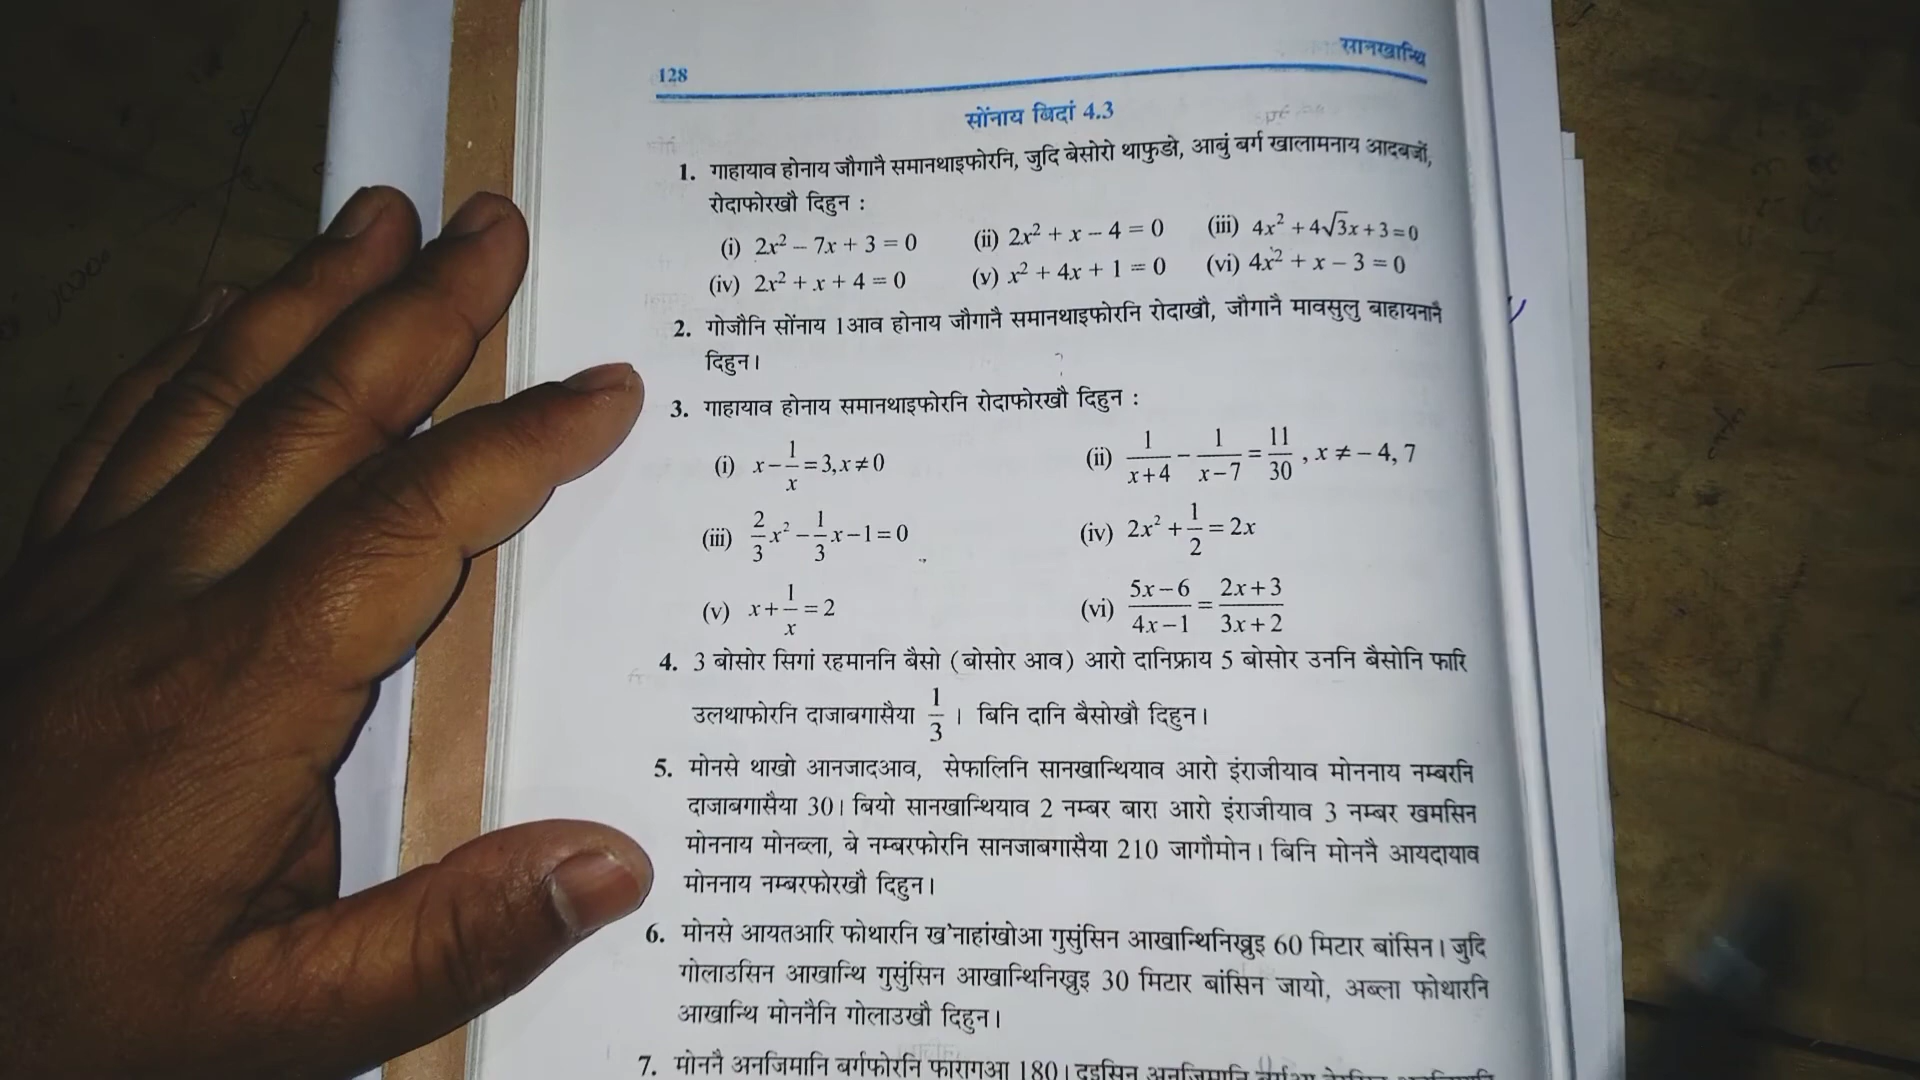 सानखान्थि
128
सोंनाय बिदां 4.3
1. गाहायाव होनाय जौगानै समानथाइफोरनि, जुदि बेसोरो थाफुङो, आबुं बर्ग खालामनाय आदबजों,
रोदाफोरखौ दिहुन :
(i) 2x² – 7x + 3 = 0 (ii) 2x² + x – 4 = 0 (iii) 4x² + 4√3x + 3 = 0
(iv) 2x² + x + 4 = 0 (v) x² + 4x + 1 = 0 (vi) 4x² + x – 3 = 0
2. गोजौनि सोंनाय 1आव होनाय जौगानै समानथाइफोरनि रोदाखौ, जौगानै मावसुलु बाहायनानै
दिहुन।
3. गाहायाव होनाय समानथाइफोरनि रोदाफोरखौ दिहुन :
(i) x – 1/x = 3, x ≠ 0 (ii) 1/(x+4) – 1/(x–7) = 11/30, x ≠ – 4, 7
(iii) 2/3 x² – 1/3 x – 1 = 0 (iv) 2x² + 1/2 = 2x
(v) x + 1/x = 2 (vi) (5x – 6)/(4x – 1) = (2x + 3)/(3x + 2)
4. 3 बोसोर सिगां रहमाननि बैसो (बोसोर आव) आरो दानिफ्राय 5 बोसोर उननि बैसोनि फारि
उलथाफोरनि दाजाबगासैया 1/3 । बिनि दानि बैसोखौ दिहुन।
5. मोनसे थाखो आनजादआव, सेफालिनि सानखान्थियाव आरो इंराजीयाव मोननाय नम्बरनि
दाजाबगासैया 30। बियो सानखान्थियाव 2 नम्बर बारा आरो इंराजीयाव 3 नम्बर खमसिन
मोननाय मोनब्ला, बे नम्बरफोरनि सानजाबगासैया 210 जागौमोन। बिनि मोननै आयदायाव
मोननाय नम्बरफोरखौ दिहुन।
6. मोनसे आयतआरि फोथारनि ख'नाहांखोआ गुसुंसिन आखान्थिनिख्रुइ 60 मिटार बांसिन। जुदि
गोलाउसिन आखान्थि गुसुंसिन आखान्थिनिख्रुइ 30 मिटार बांसिन जायो, अब्ला फोथारनि
आखान्थि मोननैनि गोलाउखौ दिहुन।
7. मोननै अनजिमानि बर्गफोरनि फारागआ 180।